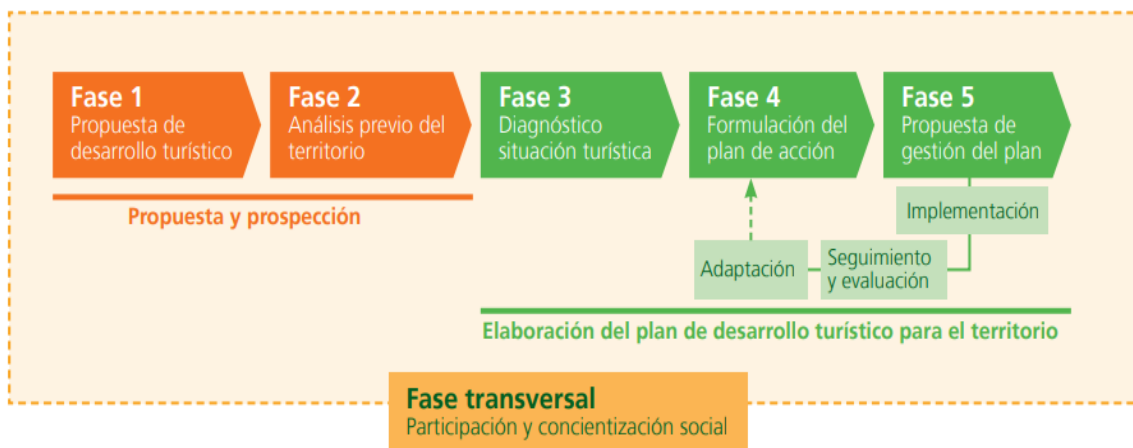 Fase 1
Propuesta de
desarrollo turístico
Fase 2
Análisis previo del
territorio
Fase 3
Diagnóstico
situación turística
Fase 4
Formulación del
plan de acción
Fase 5
Propuesta de
gestión del plan
Propuesta y prospección
Implementación
Adaptación
Seguimiento
y evaluación
Elaboración del plan de desarrollo turístico para el territorio
Fase transversal
Participación y concientización social